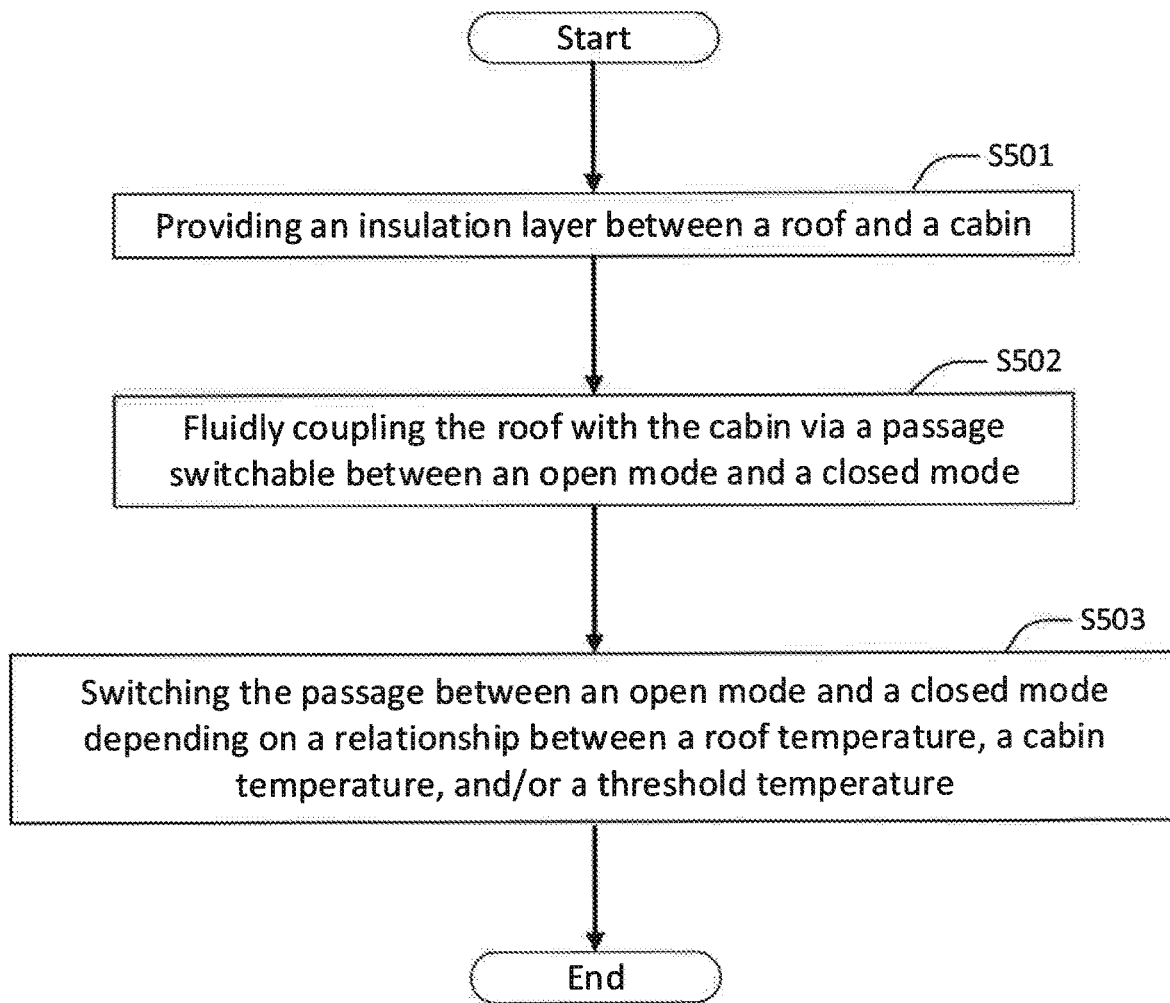 Start
S501
Providing an insulation layer between a roof and a cabin
S502
Fluidly coupling the roof with the cabin via a passage
switchable between an open mode and a closed mode
S503
Switching the passage between an open mode and a closed mode
depending on a relationship between a roof temperature, a cabin
temperature, and/or a threshold temperature
End